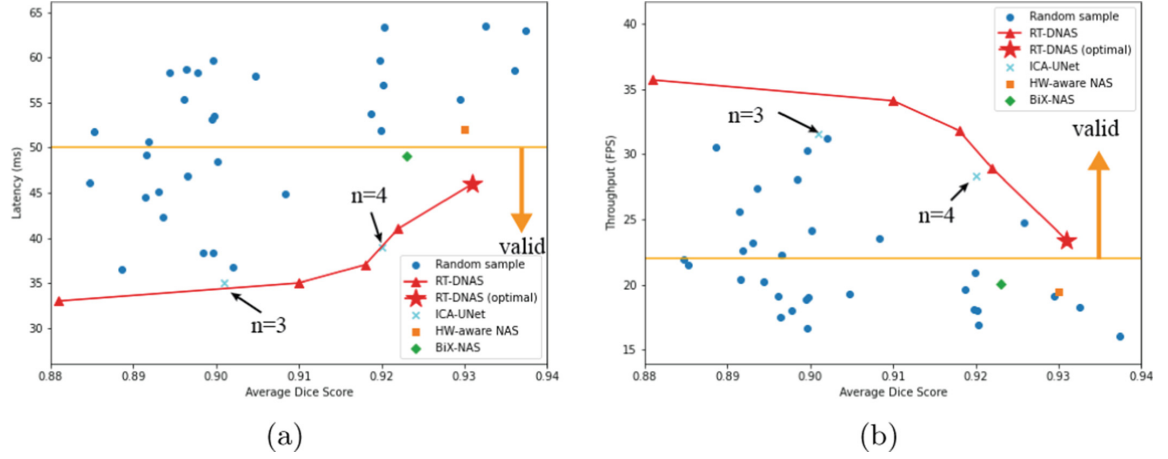 65
60
55
50
45
40
35
30
Latency (ms)
0.88 0.89 0.90 0.91 0.92 0.93 0.94
Average Dice Score
n=4
n=3
valid
Random sample
RT-DNAS
RT-DNAS (optimal)
ICA-UNet
HW-aware NAS
BiX-NAS
(a)
40
35
30
25
20
15
Throughput (FPS)
0.88 0.89 0.90 0.91 0.92 0.93 0.94
Average Dice Score
Random sample
RT-DNAS
RT-DNAS (optimal)
ICA-UNet
HW-aware NAS
BiX-NAS
n=3
valid
n=4
(b)